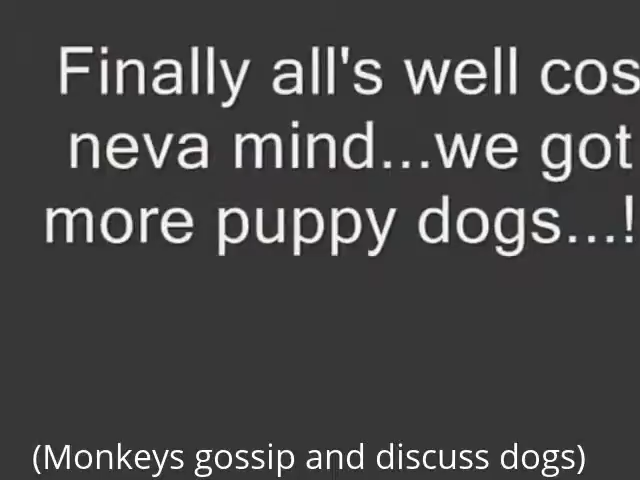 Finally all's well cos
neva mind...we got
more puppy dogs...!
(Monkeys gossip and discuss dogs)